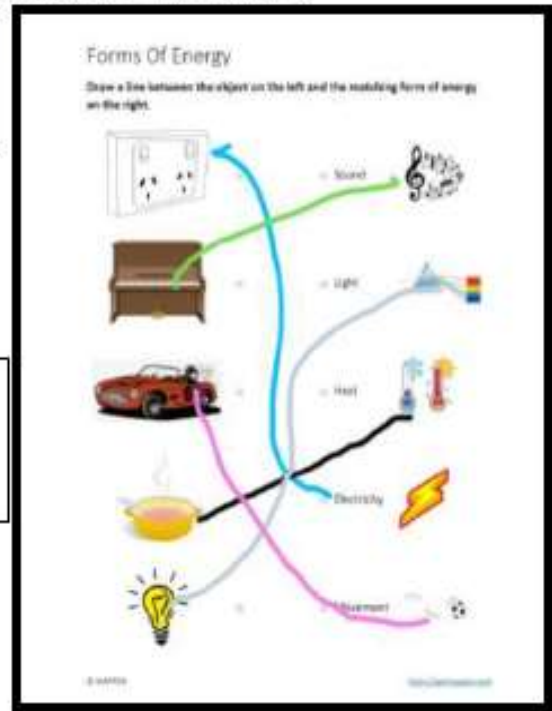 Forms Of Energy
Draw a line between the object on the left and the matching form of energy
on the right.
Sound
Light
Heat
Electricity
Movement